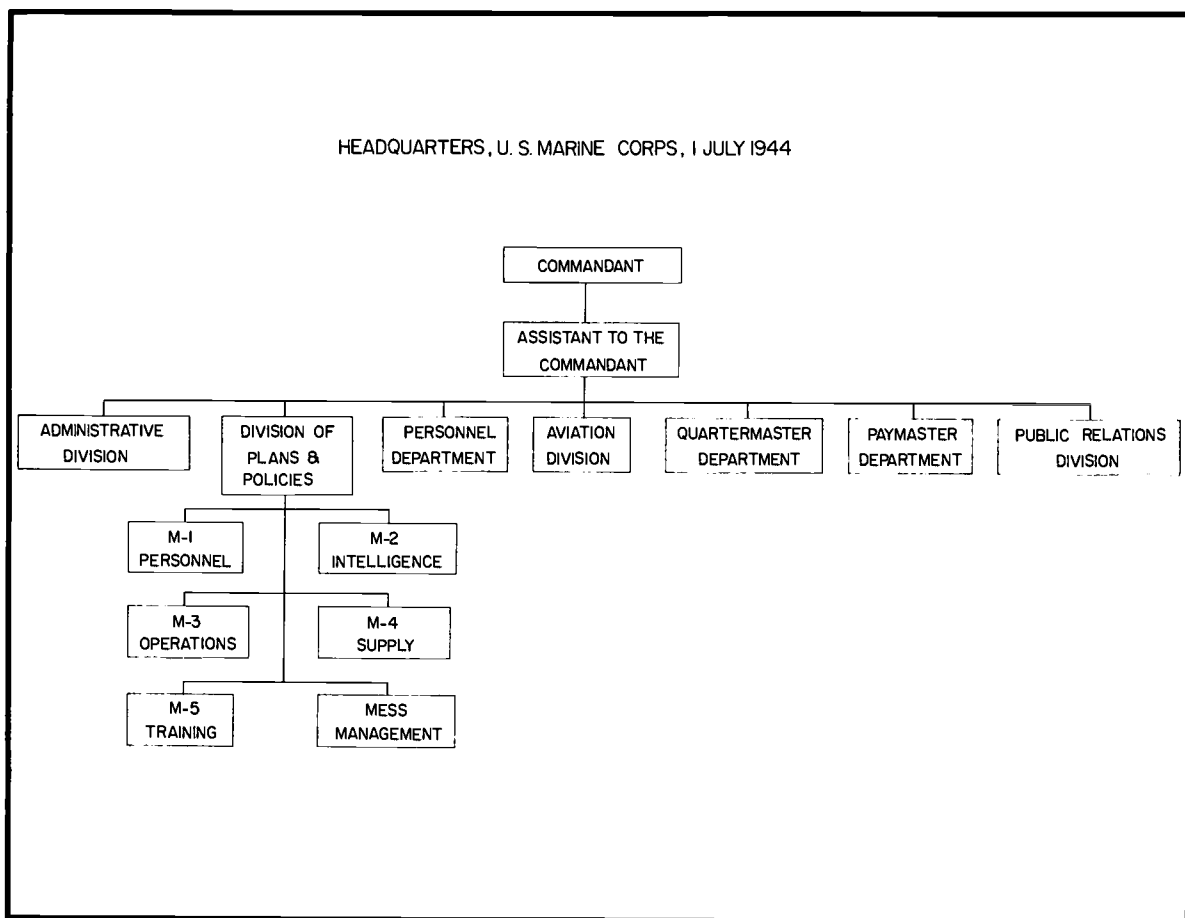 HEADQUARTERS, U. S. MARINE CORPS, 1 JULY 1944
COMMANDANT
ASSISTANT TO THE
COMMANDANT
ADMINISTRATIVE
DIVISION
DIVISION OF
PLANS &
POLICIES
PERSONNEL
DEPARTMENT
AVIATION
DIVISION
QUARTERMASTER
DEPARTMENT
PAYMASTER
DEPARTMENT
PUBLIC RELATIONS
DIVISION
M-1
PERSONNEL
M-2
INTELLIGENCE
M-3
OPERATIONS
M-4
SUPPLY
M-5
TRAINING
MESS
MANAGEMENT